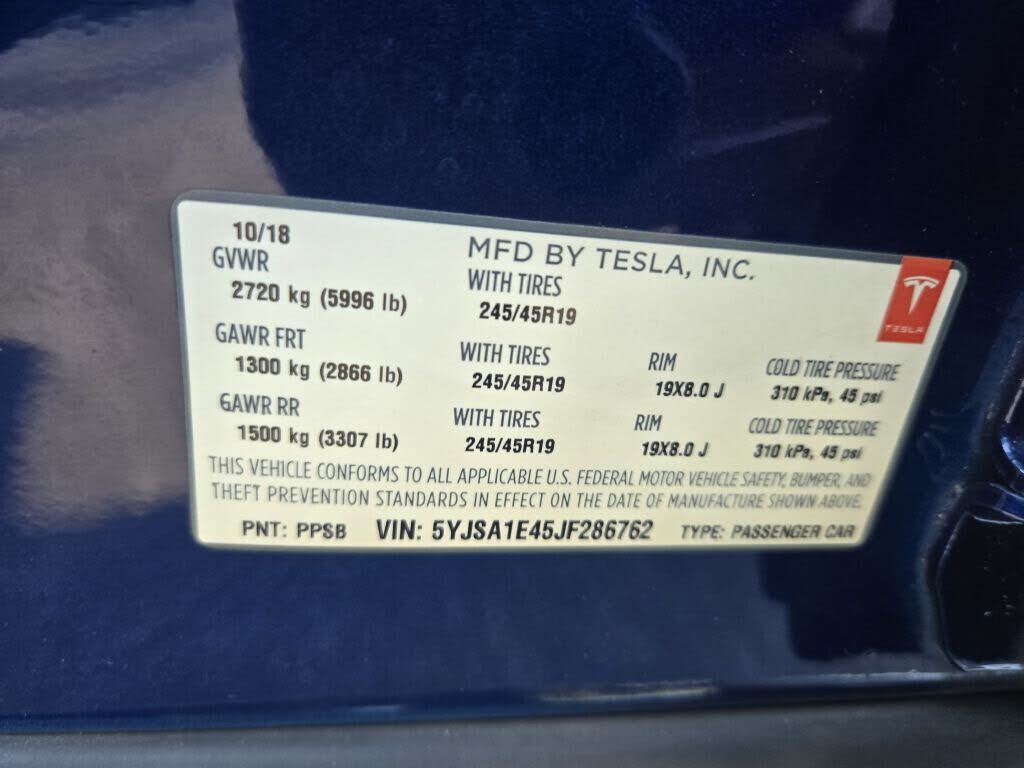 10/18
MFD BY TESLA, INC.
GVWR WITH TIRES
2720 kg (5996 lb) 245/45R19
TESLA
GAWR FRT WITH TIRES RIM COLD TIRE PRESSURE
1300 kg (2866 lb) 245/45R19 19X8.0 J 310 kPa, 45 psi
GAWR RR WITH TIRES RIM COLD TIRE PRESSURE
1500 kg (3307 lb) 245/45R19 19X8.0 J 310 kPa, 45 psi
THIS VEHICLE CONFORMS TO ALL APPLICABLE U.S. FEDERAL MOTOR VEHICLE SAFETY, BUMPER, AND
THEFT PREVENTION STANDARDS IN EFFECT ON THE DATE OF MANUFACTURE SHOWN ABOVE.
PNT: PPSB VIN: 5YJSA1E45JF286762 TYPE: PASSENGER CAR